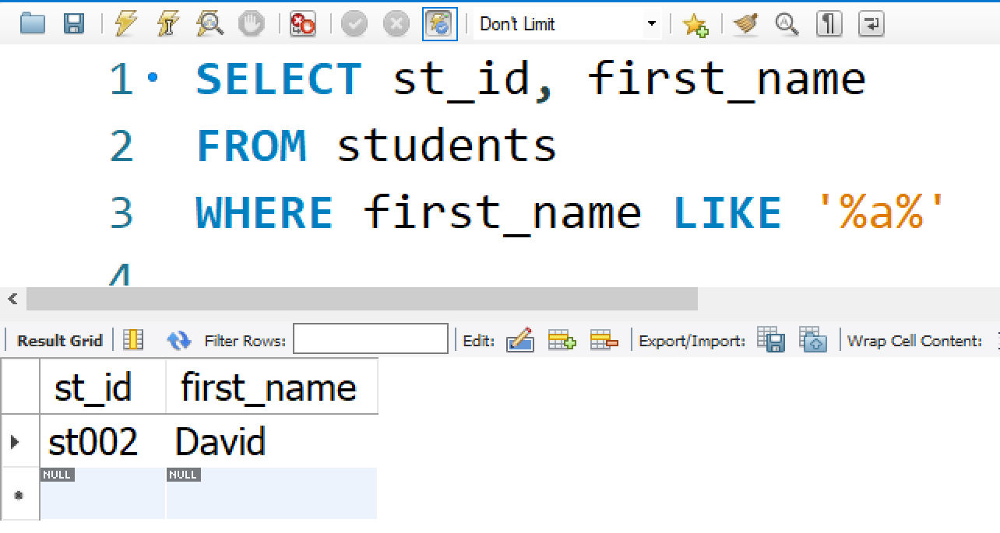 Don't Limit
1 SELECT st_id, first_name
2 FROM students
3 WHERE first_name LIKE '%a%'
4
Result Grid Filter Rows: Edit: Export/Import: Wrap Cell Content:
st_id first_name
st002 David
NULL NULL